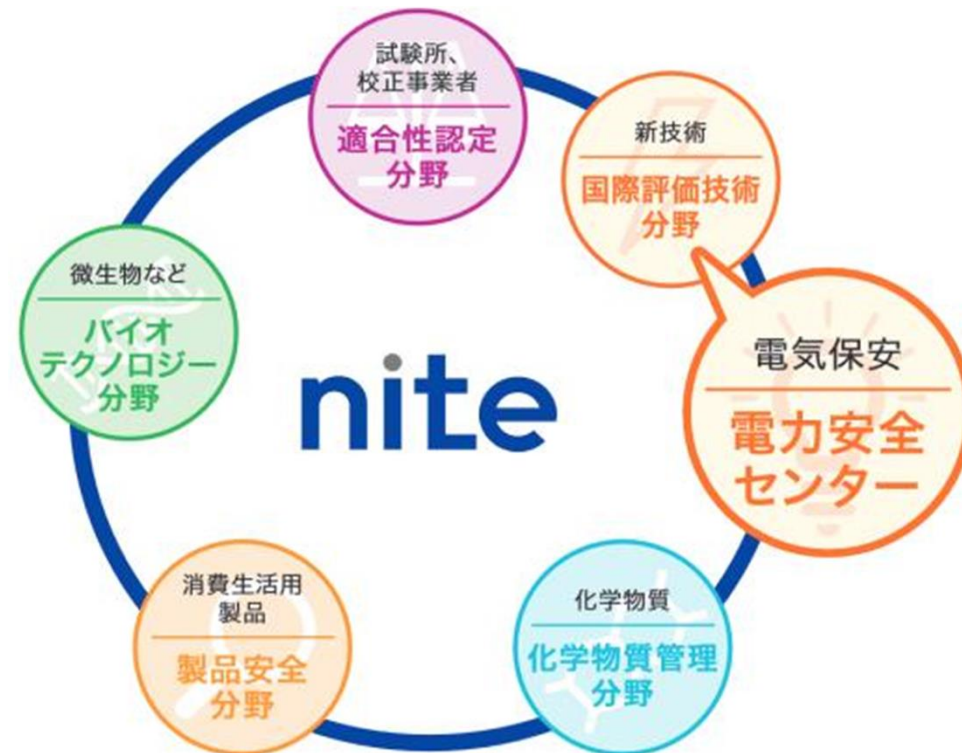 試験所、
校正事業者
適合性認定
分野
新技術
国際評価技術
分野
電気保安
電力安全
センター
化学物質
化学物質管理
分野
消費生活用
製品
製品安全
分野
微生物など
バイオ
テクノロジー
分野
nite